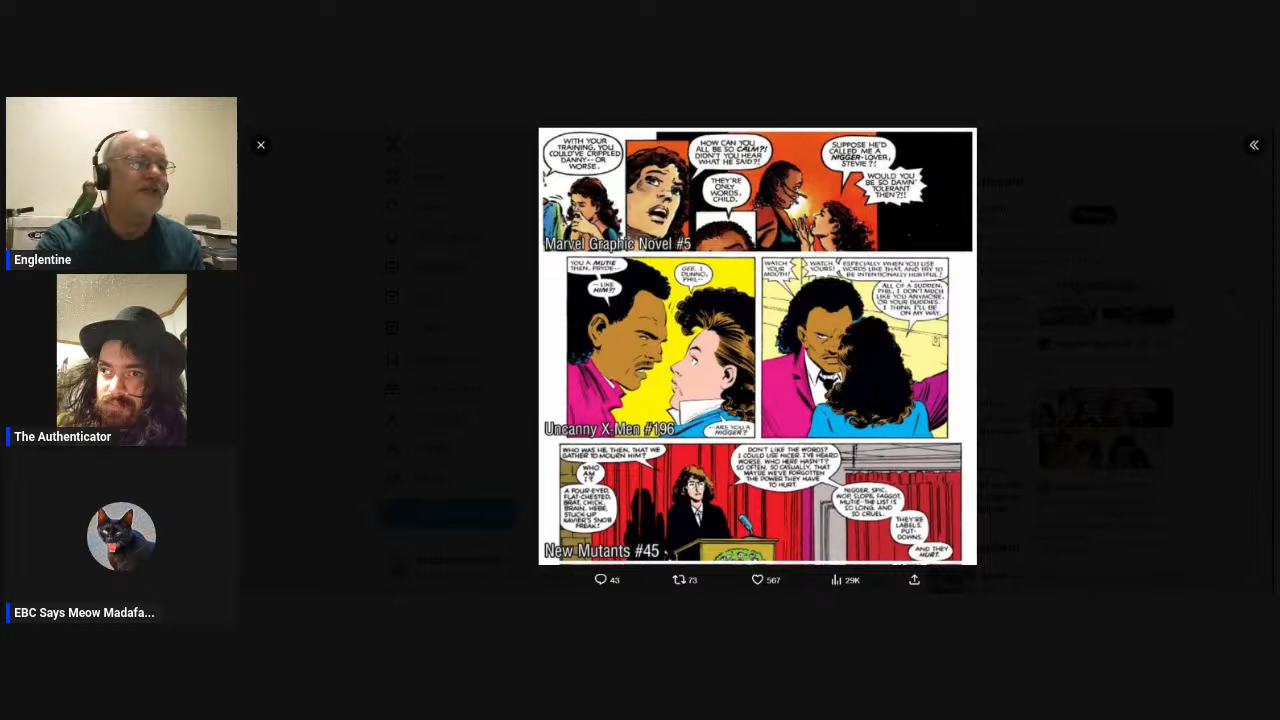 WITH YOUR
TRAINING, YOU
COULD'VE CRIPPLED
DANNY--OR
WORSE.
HOW CAN YOU
ALL BE SO CALM?!
DIDN'T YOU HEAR
WHAT HE SAID?!
THEY'RE
ONLY
WORDS,
CHILD.
SUPPOSE HE'D
CALLED ME A
NIGGER-LOVER,
STEVIE?!
WOULD YOU
BE SO DAMN'
TOLERANT
THEN?!!
Marvel Graphic Novel #5
YOU A MUTIE
THEN, PRYDE--
--LIKE
HIM?!
GEE, I
DUNNO,
PHIL--
--ARE YOU A
NIGGER?
Uncanny X-Men #196
WATCH
YOUR
MOUTH!
WATCH
YOURS!
ESPECIALLY WHEN YOU USE
WORDS LIKE THAT, AND TRY TO
BE INTENTIONALLY HURTFUL!
ALL OF A SUDDEN,
PHIL, I DON'T MUCH
LIKE YOU ANYMORE,
OR YOUR BUDDIES.
I THINK I'LL BE
ON MY WAY.
WHO WAS HE, THEN, THAT WE
GATHER TO MOURN HIM?
WHO
AM
I?
A FOUR-EYED,
FLAT-CHESTED,
BRAT, CHICK,
BRAIN, HEBE,
STUCK-UP
XAVIER'S SNOB
FREAK!
DON'T LIKE THE WORDS?
I COULD USE NICER. I'VE HEARD
WORSE. WHO HERE HASN'T?
SO OFTEN, SO CASUALLY, THAT
MAYBE WE'VE FORGOTTEN
THE POWER THEY HAVE
TO HURT.
NIGGER, SPIC,
WOP, SLOPE, FAGGOT,
MUTIE--THE LIST IS
SO LONG, AND
SO CRUEL.
THEY'RE
LABELS.
PUT-
DOWNS.
AND THEY
HURT.
New Mutants #45
43
73
567
29K
Englentine
The Authenticator
EBC Says Meow Madafa...